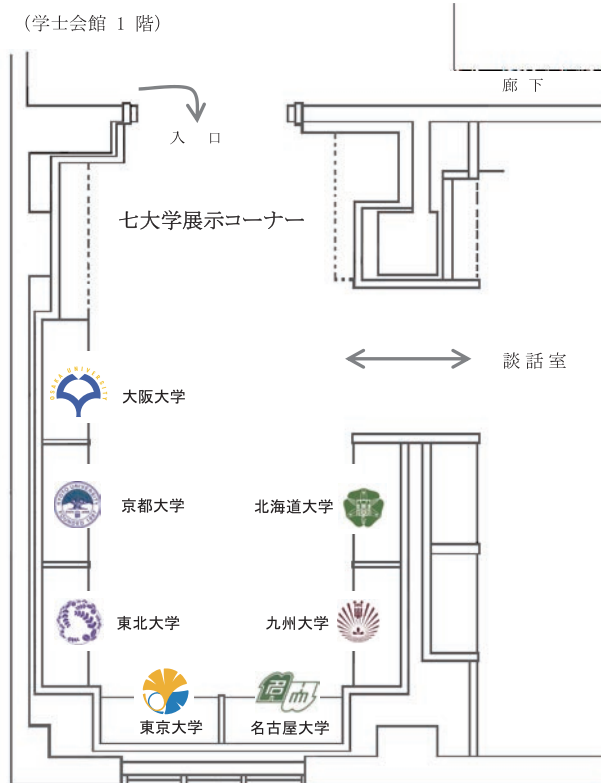 (学士会館 1 階)
廊 下
入 口
七大学展示コーナー
談 話 室
OSAKA UNIVERSITY
大阪大学
京都大学
北海道大学
東北大学
九州大学
東京大学
名古屋大学